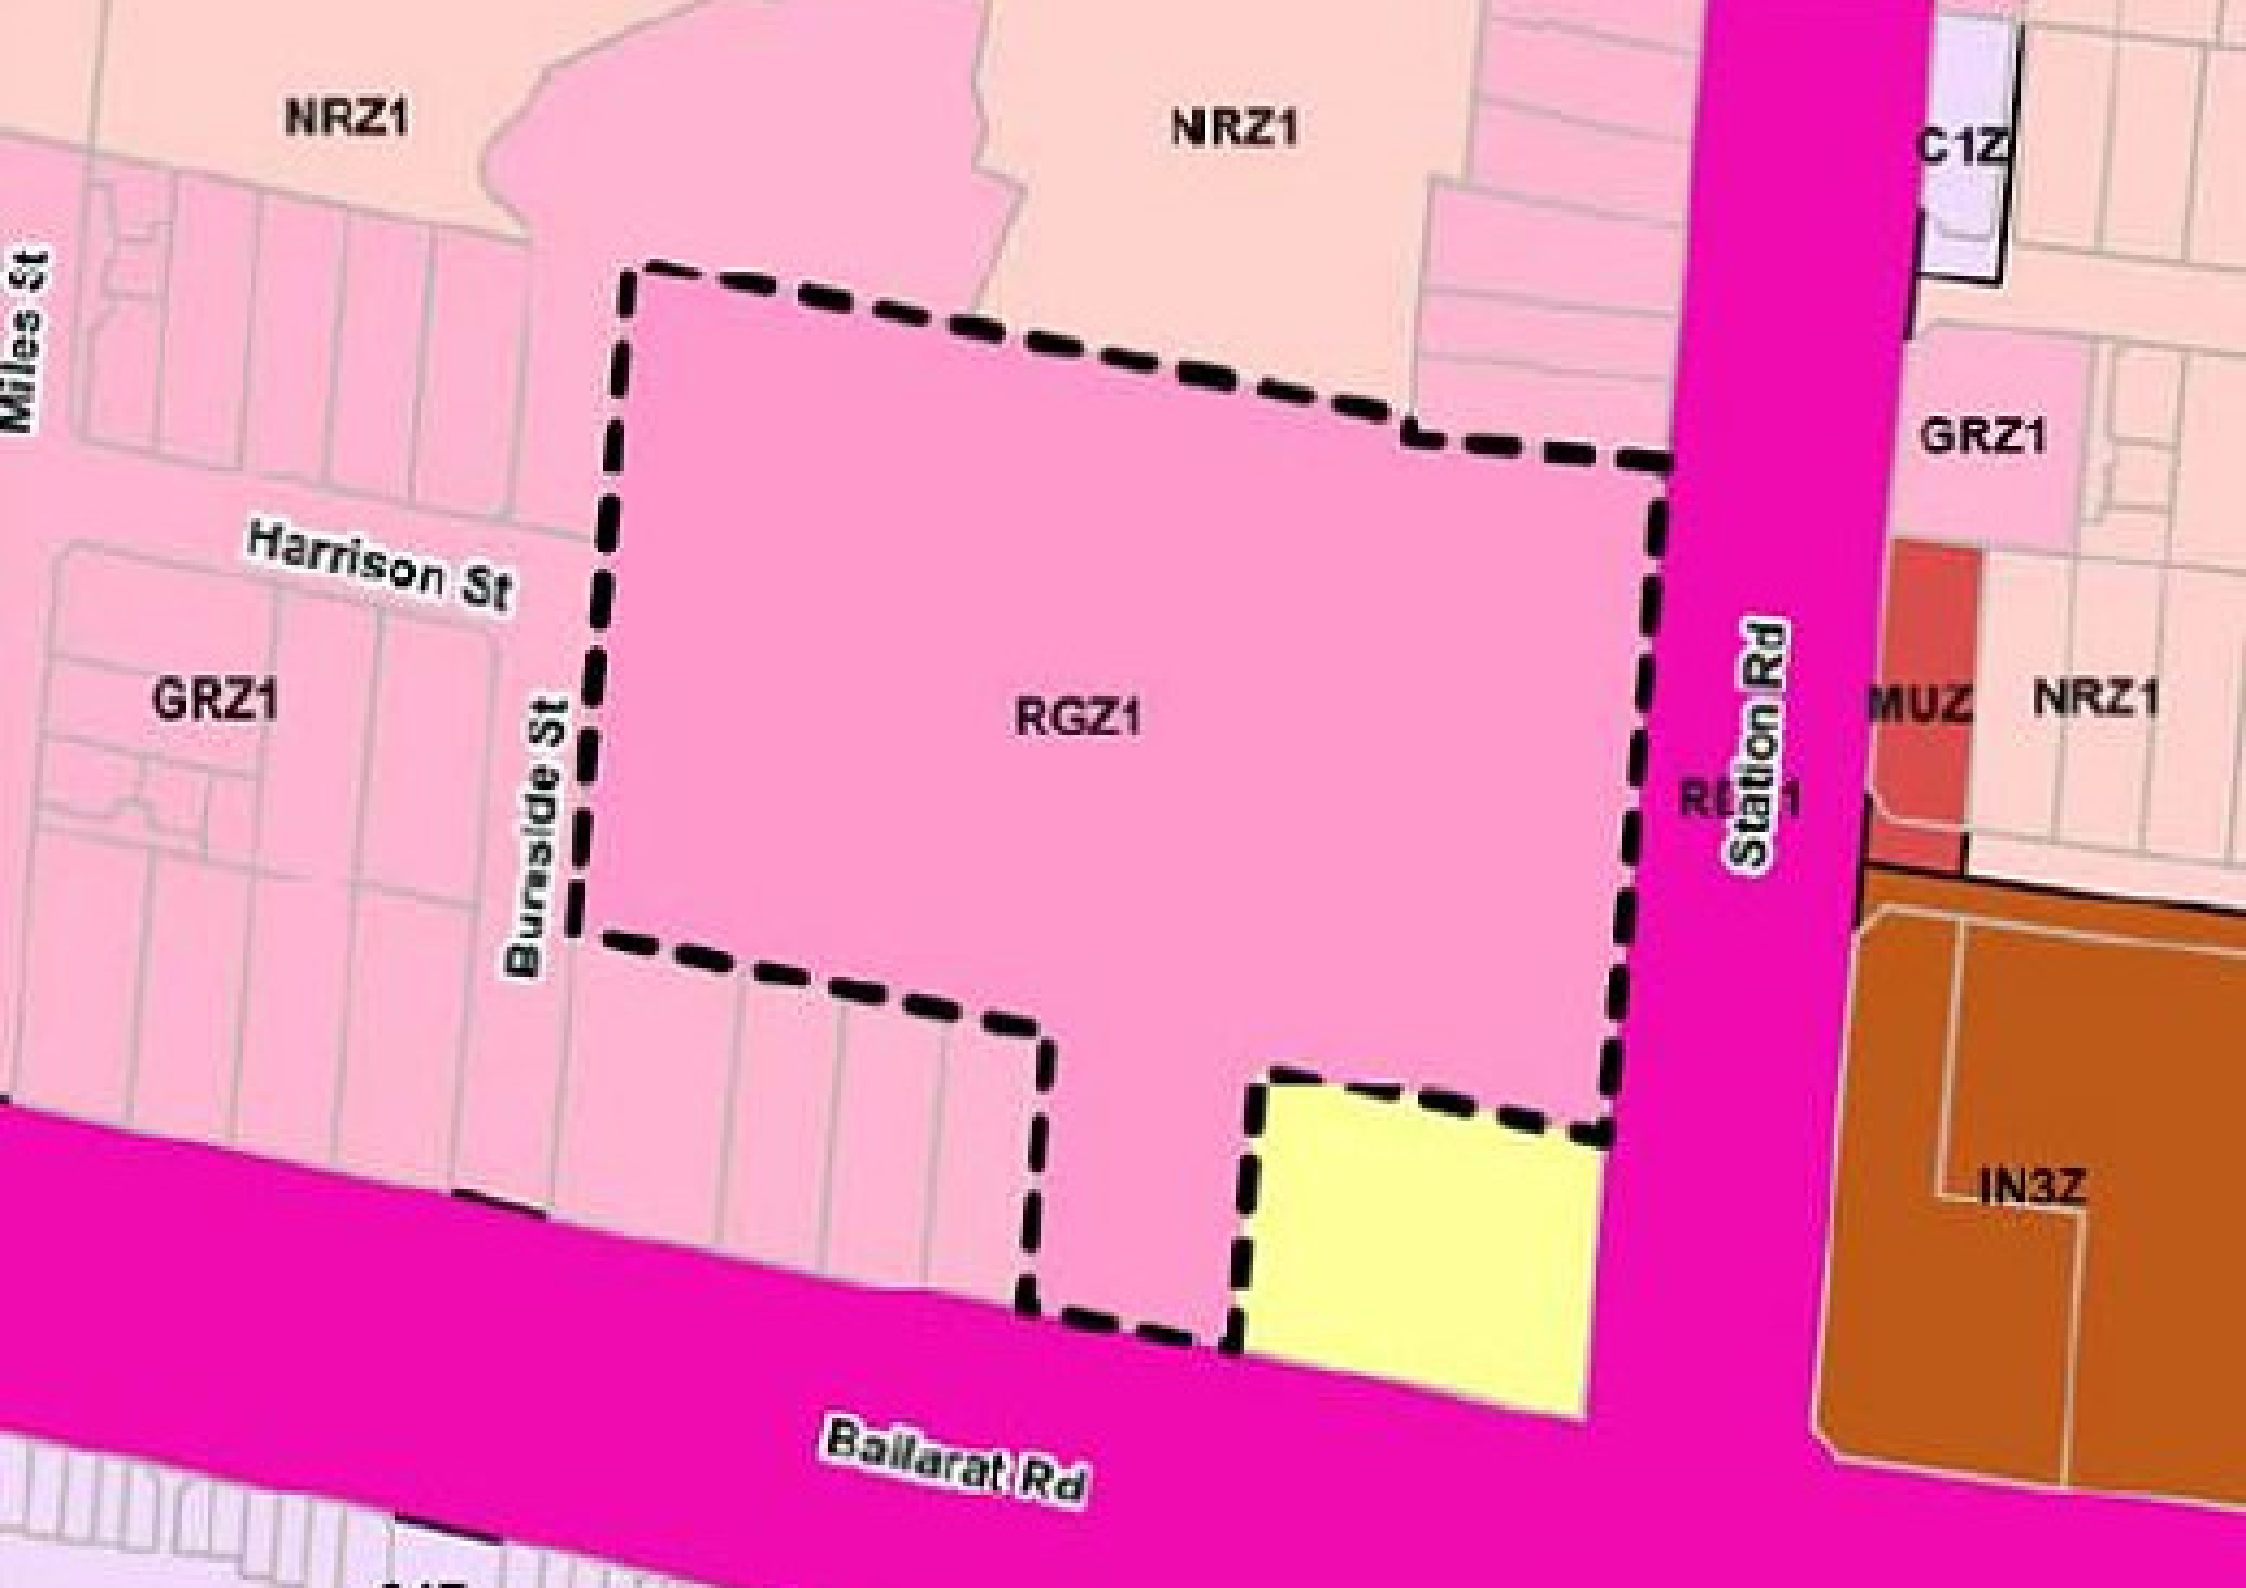 NRZ1
NRZ1
C1Z
Miles St
GRZ1
Harrison St
GRZ1
Burnside St
RGZ1
Station Rd
MUZ
NRZ1
IN3Z
Ballarat Rd